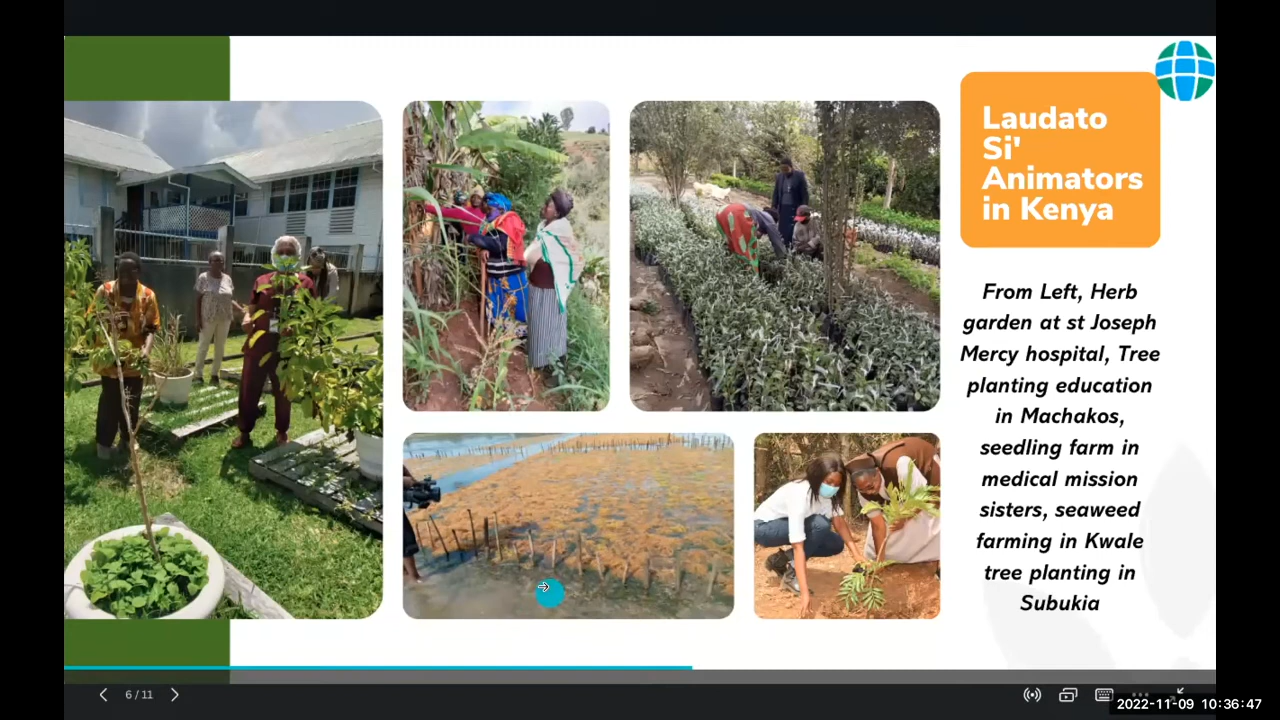 Laudato
Si'
Animators
in Kenya
From Left, Herb
garden at st Joseph
Mercy hospital, Tree
planting education
in Machakos,
seedling farm in
medical mission
sisters, seaweed
farming in Kwale
tree planting in
Subukia
6 / 11
2022-11-09 10:36:47